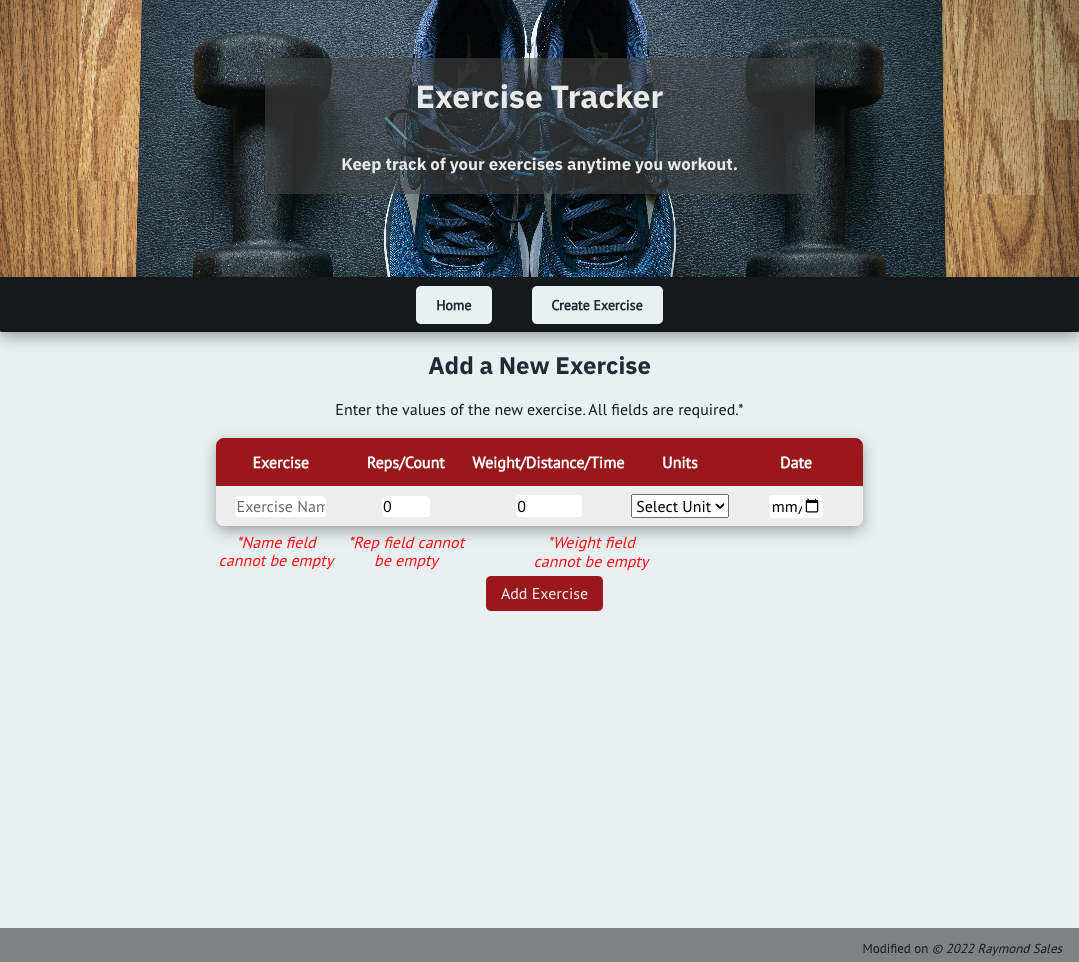 Exercise Tracker
Keep track of your exercises anytime you workout.
Home Create Exercise
Add a New Exercise
Enter the values of the new exercise. All fields are required.*
Exercise Reps/Count Weight/Distance/Time Units Date
Exercise Nam 0 0 Select Unit mm/
*Name field *Rep field cannot *Weight field
cannot be empty be empty cannot be empty
Add Exercise
Modified on © 2022 Raymond Sales